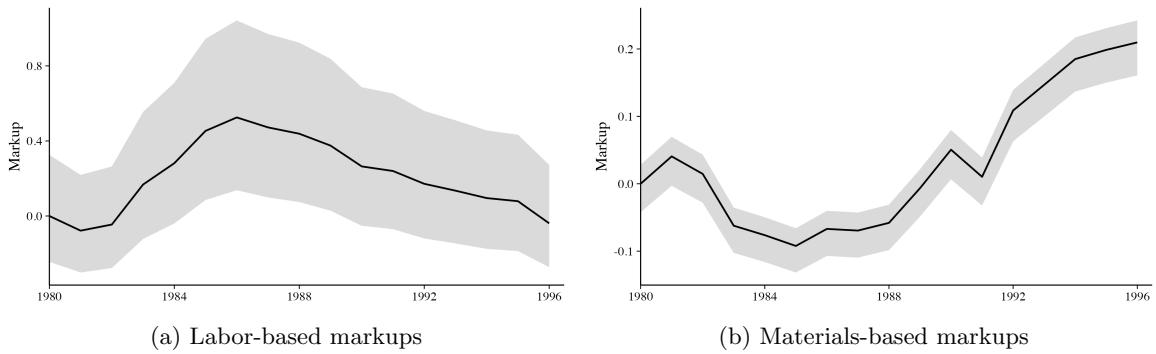 Markup
0.8
0.4
0.0
1980 1984 1988 1992 1996
(a) Labor-based markups
Markup
0.2
0.1
0.0
-0.1
1980 1984 1988 1992 1996
(b) Materials-based markups